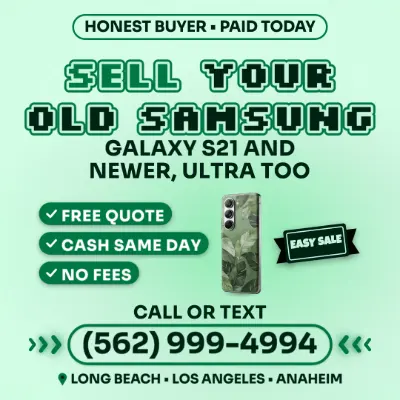 HONEST BUYER • PAID TODAY
SELL YOUR
OLD SAMSUNG
GALAXY S21 AND
NEWER, ULTRA TOO
FREE QUOTE
CASH SAME DAY
NO FEES
EASY SALE
CALL OR TEXT
(562) 999-4994
LONG BEACH • LOS ANGELES • ANAHEIM